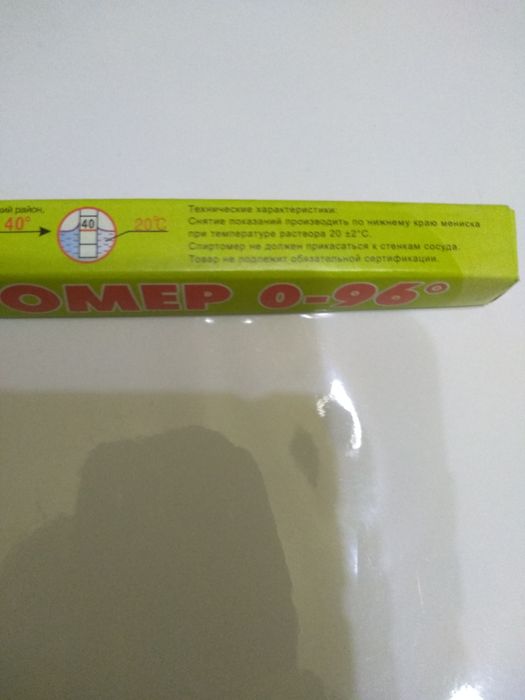 кий район,
40°
40
20°C
Технические характеристики.
Снятие показаний производить по нижнему краю мениска
при температуре раствора 20 ±2°С.
Спиртомер не должен прикасаться к стенкам сосуда.
Товар не подлежит обязательной сертификации.
ОМЕР 0-96°